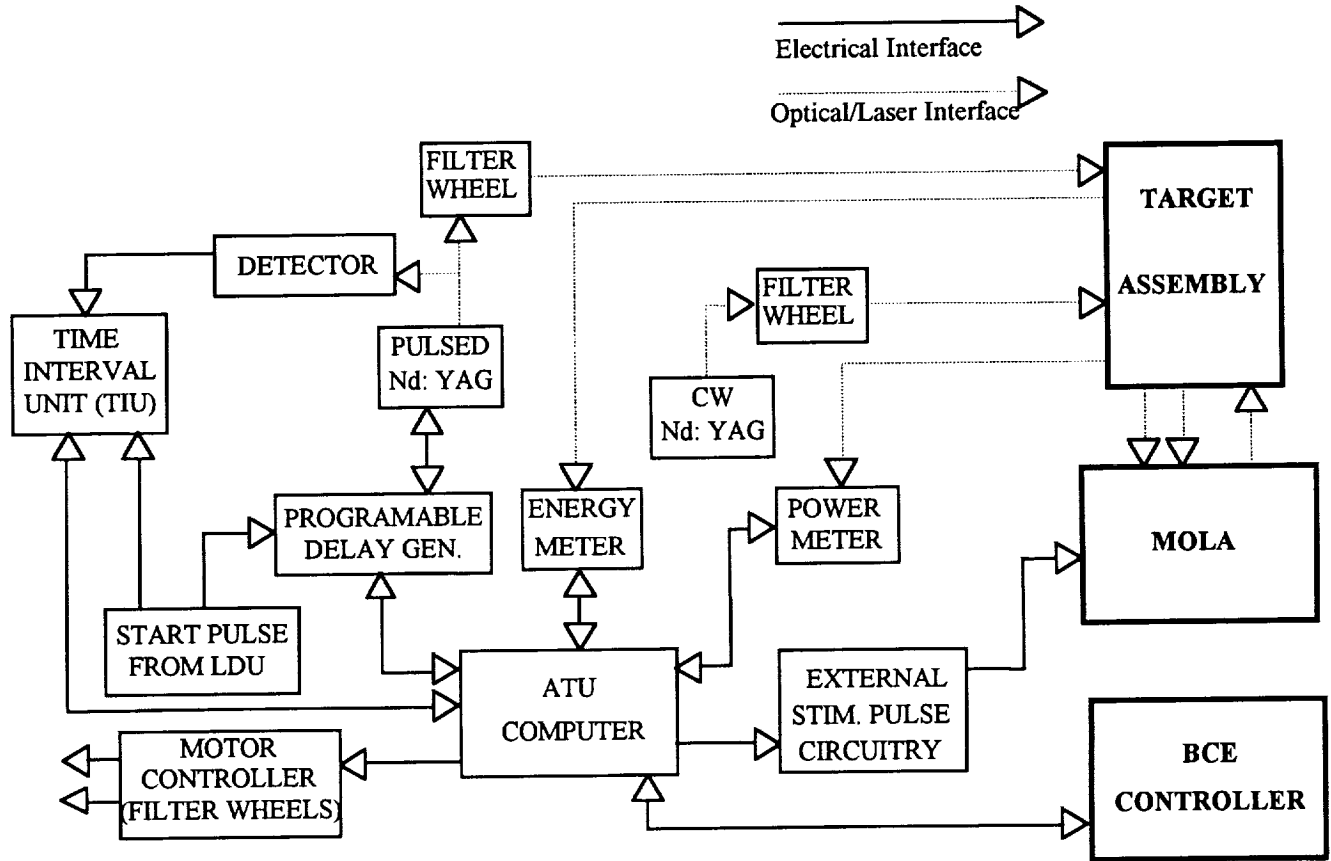 Electrical Interface
Optical/Laser Interface
FILTER
WHEEL
TARGET
ASSEMBLY
DETECTOR
FILTER
WHEEL
TIME
INTERVAL
UNIT (TIU)
PULSED
Nd: YAG
CW
Nd: YAG
PROGRAMABLE
DELAY GEN.
ENERGY
METER
POWER
METER
MOLA
START PULSE
FROM LDU
ATU
COMPUTER
EXTERNAL
STIM. PULSE
CIRCUITRY
MOTOR
CONTROLLER
(FILTER WHEELS)
BCE
CONTROLLER